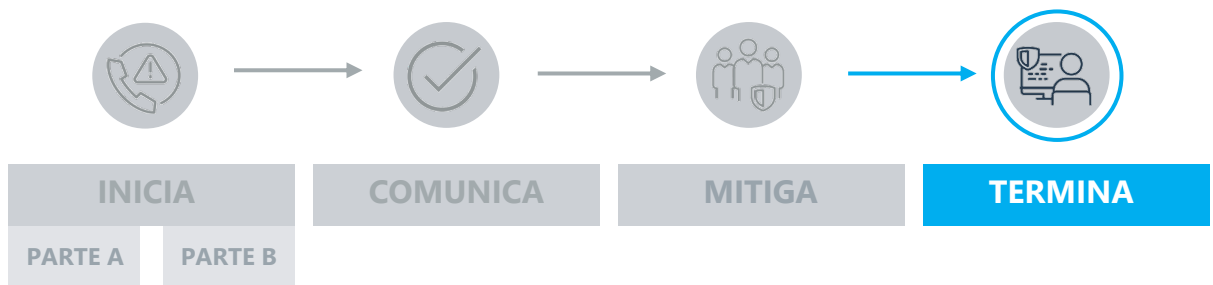 INICIA
COMUNICA
MITIGA
TERMINA
PARTE A
PARTE B